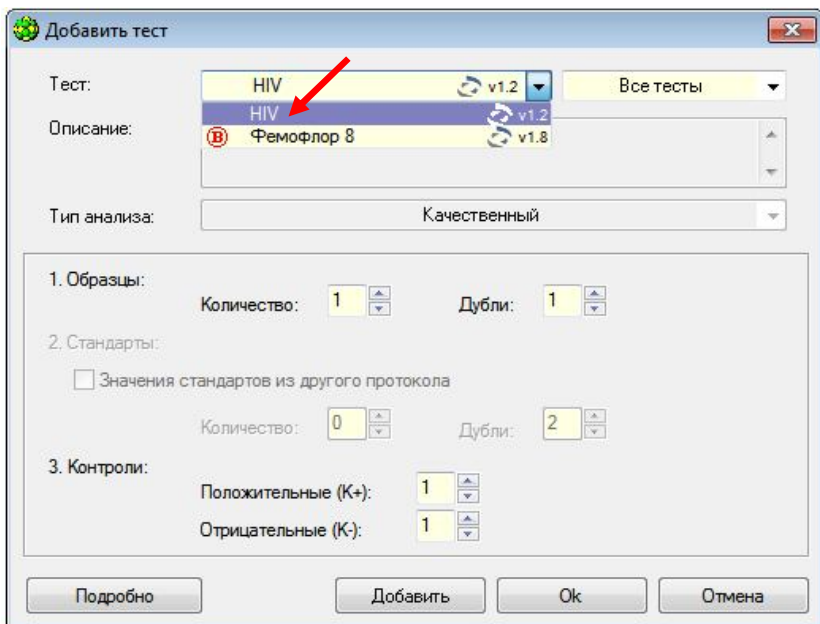 Добавить тест
Тест: HIV v1.2 Все тесты
HIV v1.2
Описание: B Фемофлор 8 v1.8
Тип анализа: Качественный
1. Образцы:
Количество: 1 Дубли: 1
2. Стандарты:
Значения стандартов из другого протокола
Количество: 0 Дубли: 2
3. Контроли:
Положительные (К+): 1
Отрицательные (К-): 1
Подробно Добавить Ok Отмена